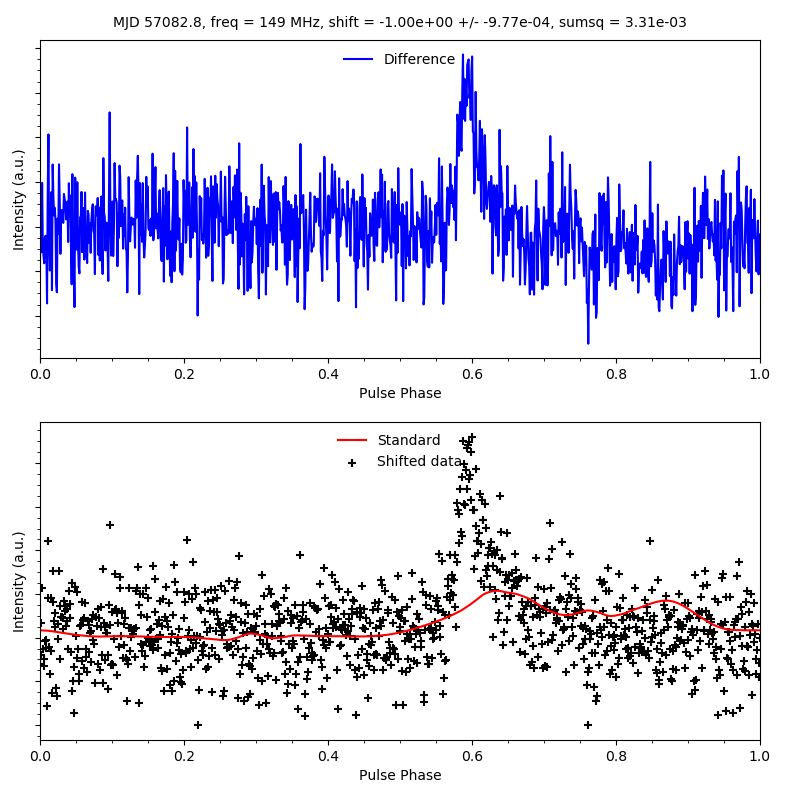 MJD 57082.8, freq = 149 MHz, shift = -1.00e+00 +/- -9.77e-04, sumsq = 3.31e-03
Difference
Intensity (a.u.)
0.0 0.2 0.4 0.6 0.8 1.0
Pulse Phase
Standard
Shifted data
Intensity (a.u.)
0.0 0.2 0.4 0.6 0.8 1.0
Pulse Phase